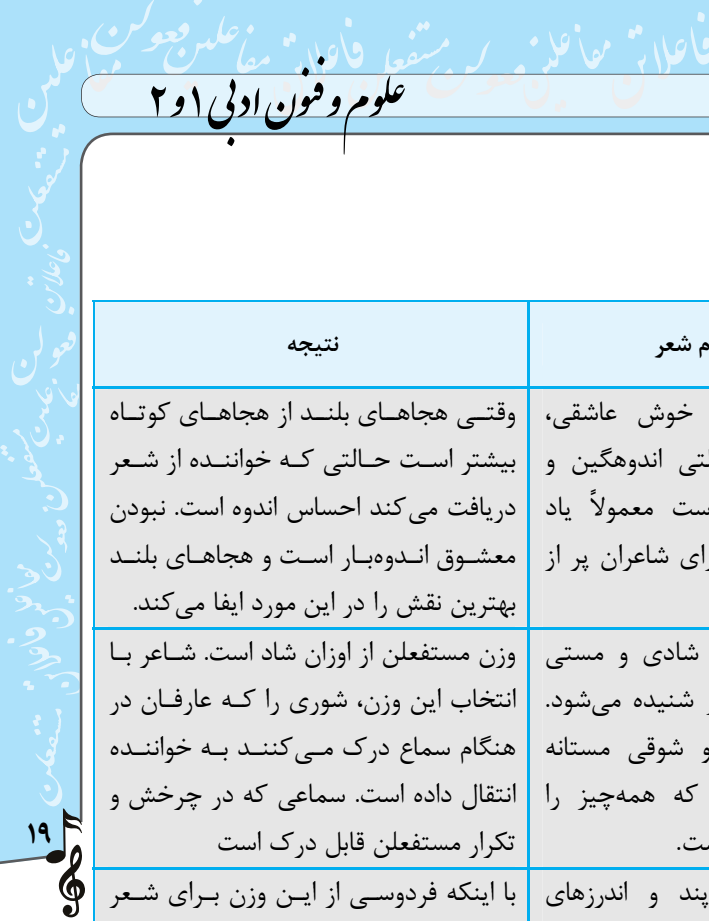 علوم و فنون ادبی ۱ و ۲
م شعر
نتیجه
خوش عاشقی،
اندوهگین و
معمولاً یاد
شاعران پر از
وقتی هجاهای بلند از هجاهای کوتاه
بیشتر است حالتی که خواننده از شعر
دریافت می‌کند احساس اندوه است. نبودن
معشوق اندوه‌بار است و هجاهای بلند
بهترین نقش را در این مورد ایفا می‌کند.
شادی و مستی
شنیده می‌شود.
و شوقی مستانه
که همه‌چیز را
وزن مستفعلن از اوزان شاد است. شاعر با
انتخاب این وزن، شوری را که عارفان در
هنگام سماع درک می‌کنند به خواننده
انتقال داده است. سماعی که در چرخش و
تکرار مستفعلن قابل درک است
پند و اندرزهای
با اینکه فردوسی از این وزن برای شعر
۱۹